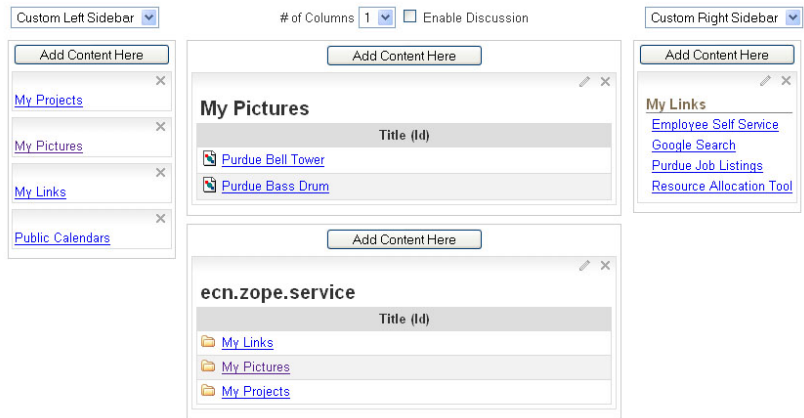 Custom Left Sidebar
# of Columns 1 Enable Discussion
Custom Right Sidebar
Add Content Here
My Projects
My Pictures
My Links
Public Calendars
Add Content Here
My Pictures
Title (Id)
Purdue Bell Tower
Purdue Bass Drum
Add Content Here
ecn.zope.service
Title (Id)
My Links
My Pictures
My Projects
Add Content Here
My Links
Employee Self Service
Google Search
Purdue Job Listings
Resource Allocation Tool